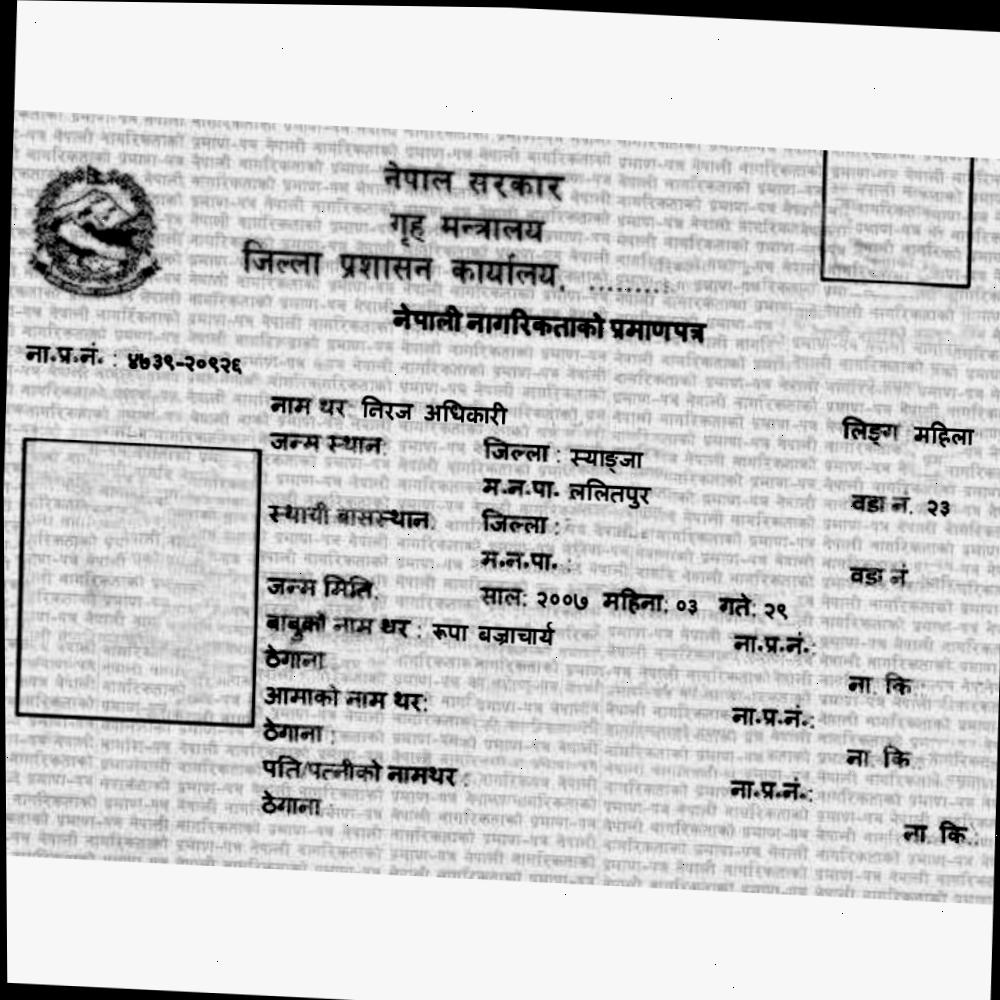 नेपाल सरकार
गृह मन्त्रालय
जिल्ला प्रशासन कार्यालय, ..........
नेपाली नागरिकताको प्रमाणपत्र
ना.प्र.नं. : ४७३९-२०९२६
नाम थर: निरज अधिकारी लिङ्ग महिला
जन्म स्थान: जिल्ला : स्याङ्जा
म.न.पा. ललितपुर वडा नं. २३
स्थायी बासस्थान: जिल्ला :
म.न.पा. : वडा नं.
जन्म मिति: साल: २००७ महिना: ०३ गते: २९
बाबुको नाम थर : रूपा बज्राचार्य ना.प्र.नं.:
ठेगाना ना. कि.:
आमाको नाम थर: ना.प्र.नं.:
ठेगाना : ना. कि.:
पति/पत्नीको नामथर : ना.प्र.नं.:
ठेगाना : ना. कि.: